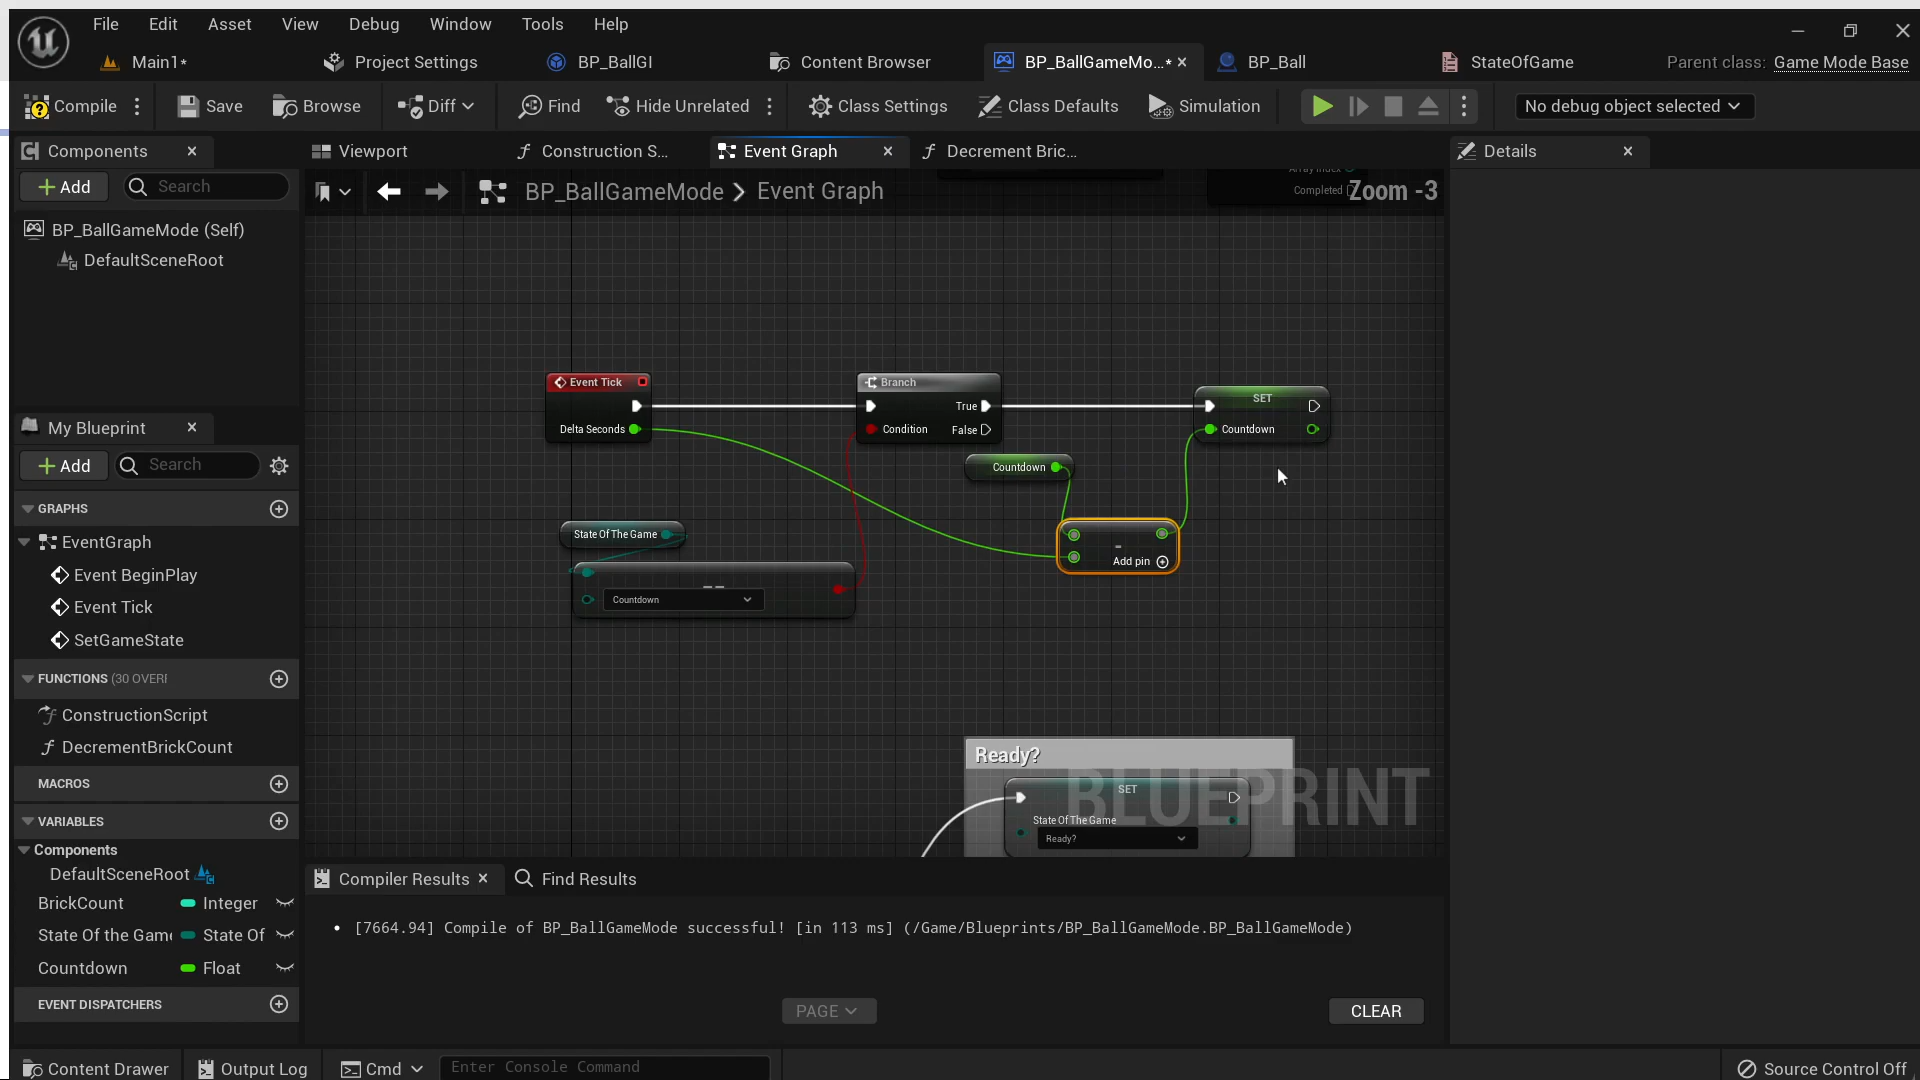 File Edit Asset View Debug Window Tools Help
Main1* Project Settings BP_BallGI Content Browser BP_BallGameMo...* BP_Ball StateOfGame Parent class: Game Mode Base
Compile Save Browse Diff Find Hide Unrelated Class Settings Class Defaults Simulation No debug object selected
Components Viewport Construction S... Event Graph Decrement Bric... Details
Add Search
BP_BallGameMode > Event Graph
Array Index
Completed
Zoom -3
BP_BallGameMode (Self)
DefaultSceneRoot
Event Tick
Delta Seconds
Branch
True
Condition False
SET
Countdown
Countdown
State Of The Game
==
Countdown
-
Add pin
My Blueprint
Add Search
GRAPHS
EventGraph
Event BeginPlay
Event Tick
SetGameState
FUNCTIONS (30 OVERI
ConstructionScript
DecrementBrickCount
MACROS
VARIABLES
Components
DefaultSceneRoot
BrickCount Integer
State Of the Game State Of
Countdown Float
EVENT DISPATCHERS
Ready?
SET
State Of The Game
Ready?
BLUEPRINT
Compiler Results Find Results
• [7664.94] Compile of BP_BallGameMode successful! [in 113 ms] (/Game/Blueprints/BP_BallGameMode.BP_BallGameMode)
PAGE CLEAR
Content Drawer Output Log Cmd Enter Console Command Source Control Off